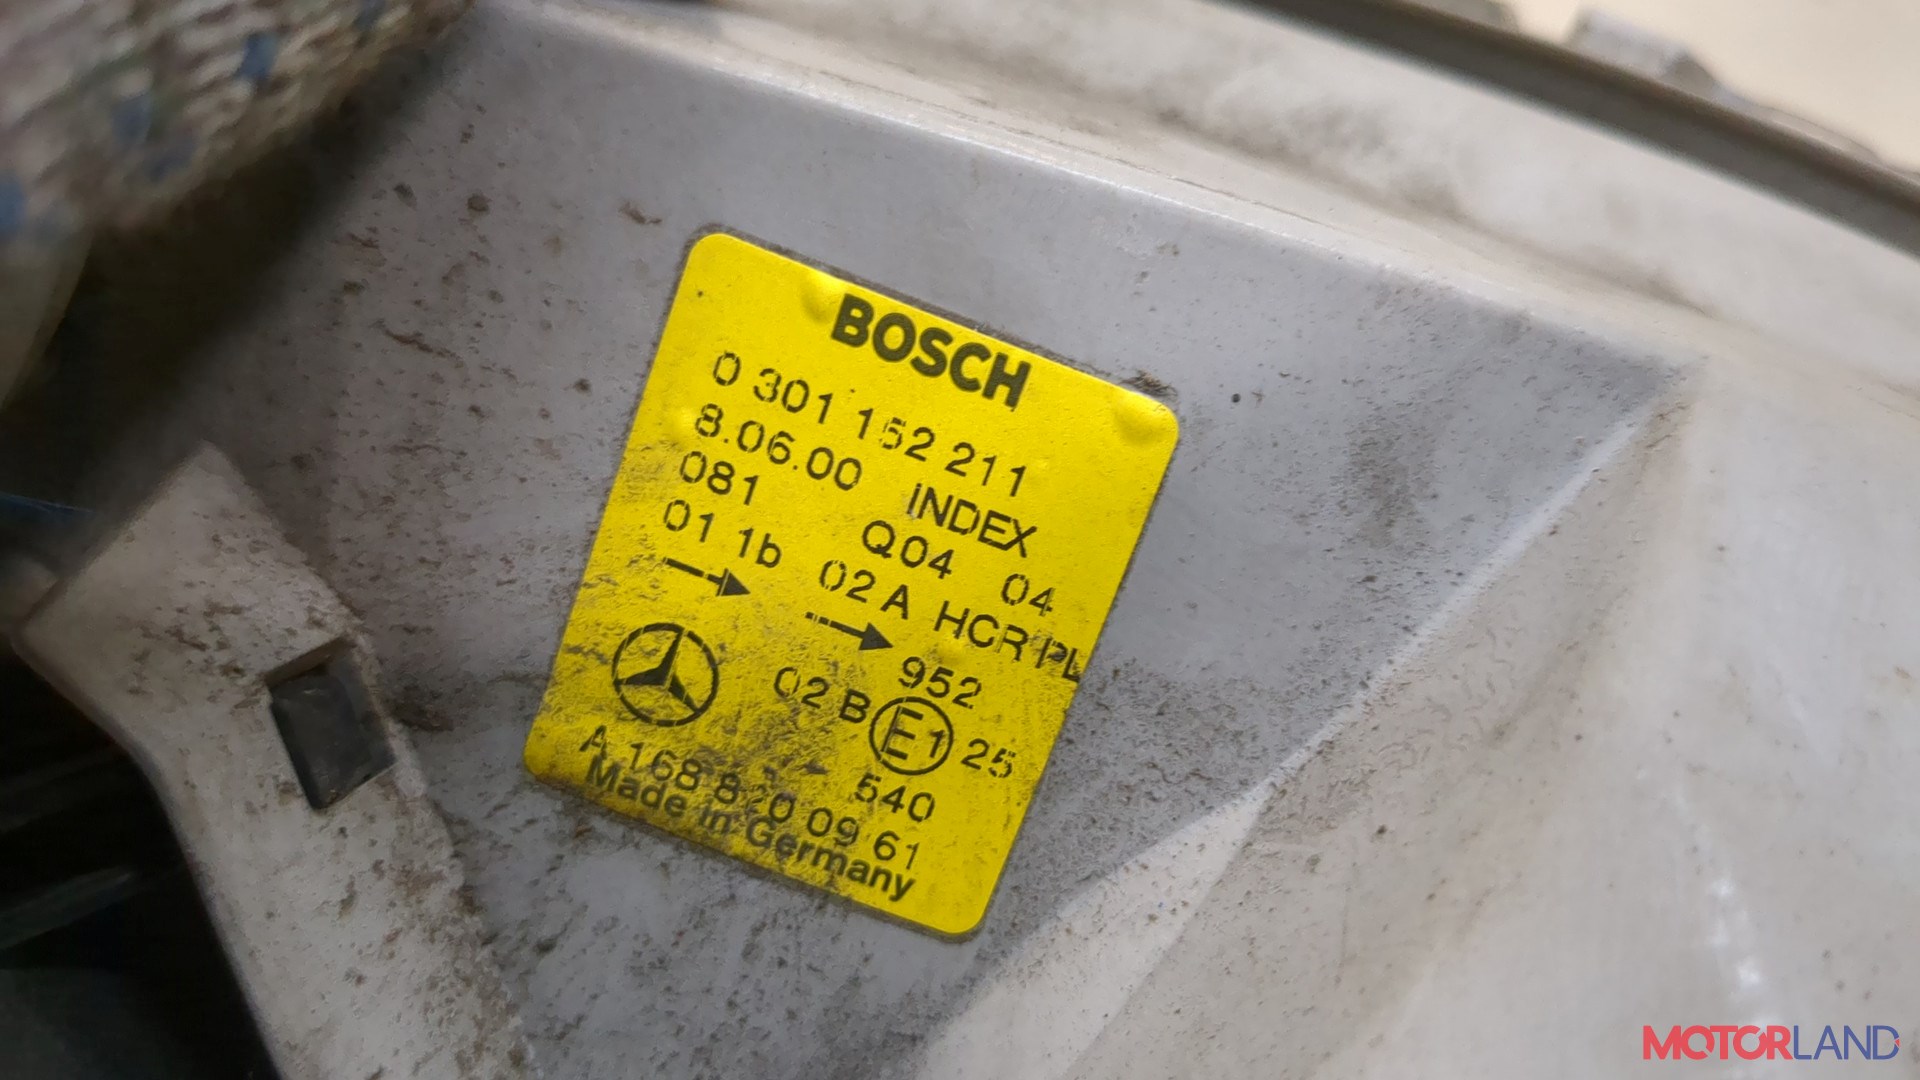 BOSCH
0 301 152 211
8.06.00 INDEX
081 Q04 04
01 1b 02 A HCR/PL
952
02 B E1 25
540
A 168 820 09 61
Made in Germany
MOTORLAND